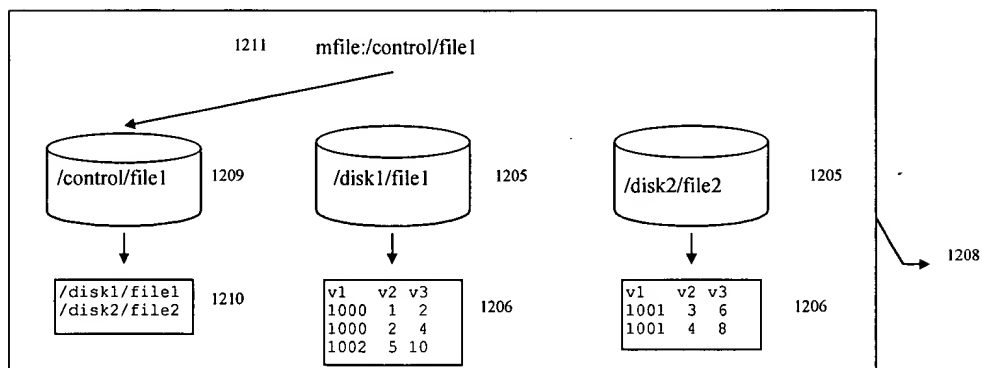 1211 mfile:/control/file1
/control/file1 1209 /disk1/file1 1205 /disk2/file2 1205
1208
/disk1/file1
/disk2/file2
1210
v1 v2 v3
1000 1 2
1000 2 4
1002 5 10
1206
v1 v2 v3
1001 3 6
1001 4 8
1206